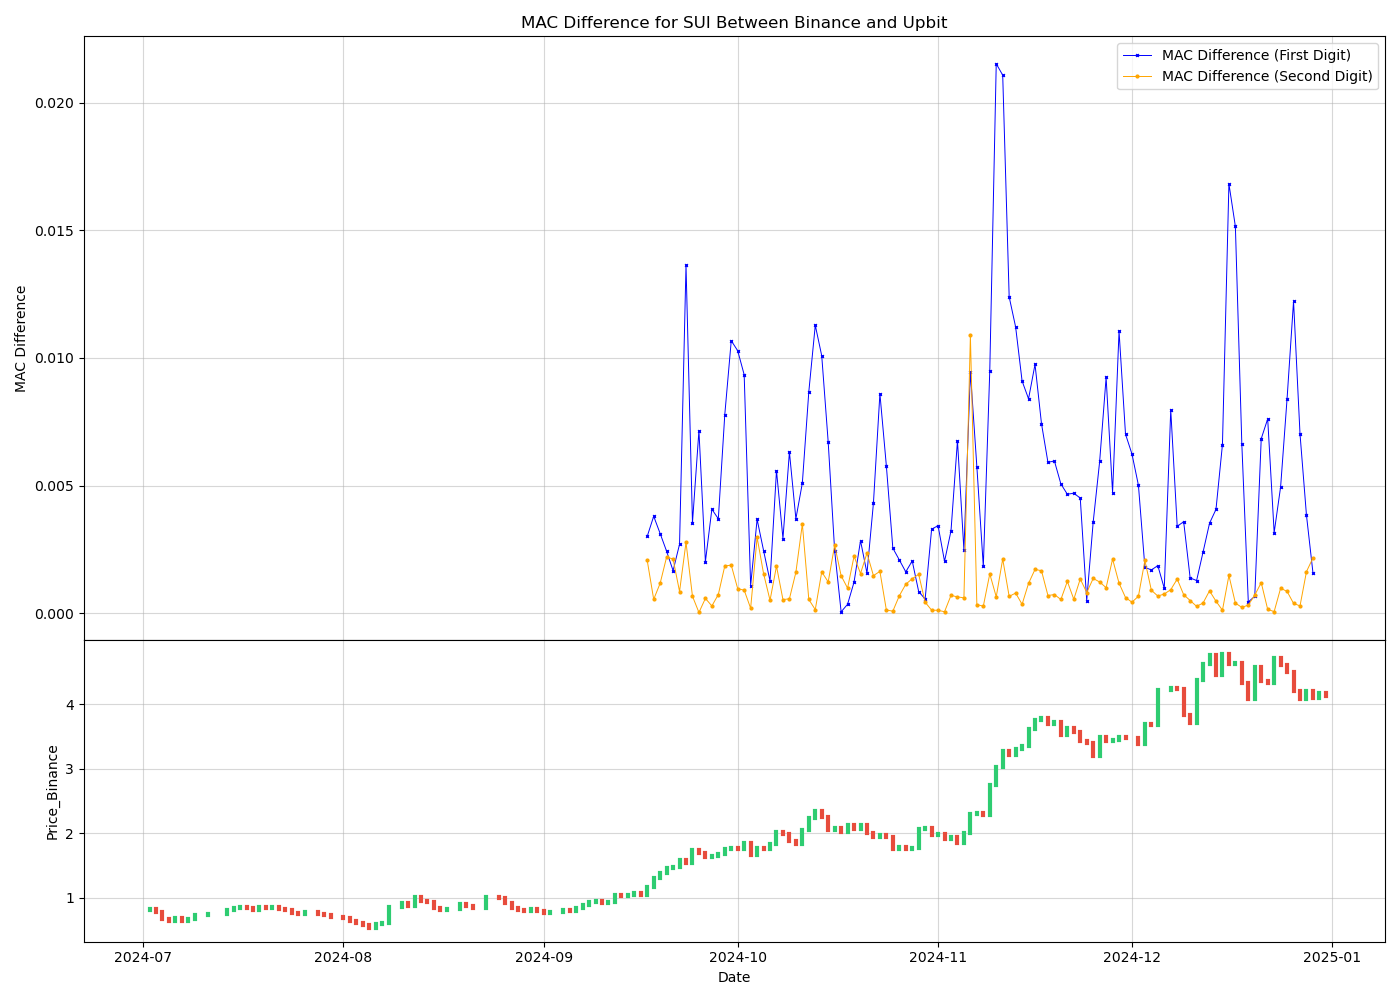 MAC Difference for SUI Between Binance and Upbit
MAC Difference (First Digit)
MAC Difference (Second Digit)
MAC Difference
0.020
0.015
0.010
0.005
0.000
Price_Binance
4
3
2
1
2024-07
2024-08
2024-09
2024-10
2024-11
2024-12
2025-01
Date